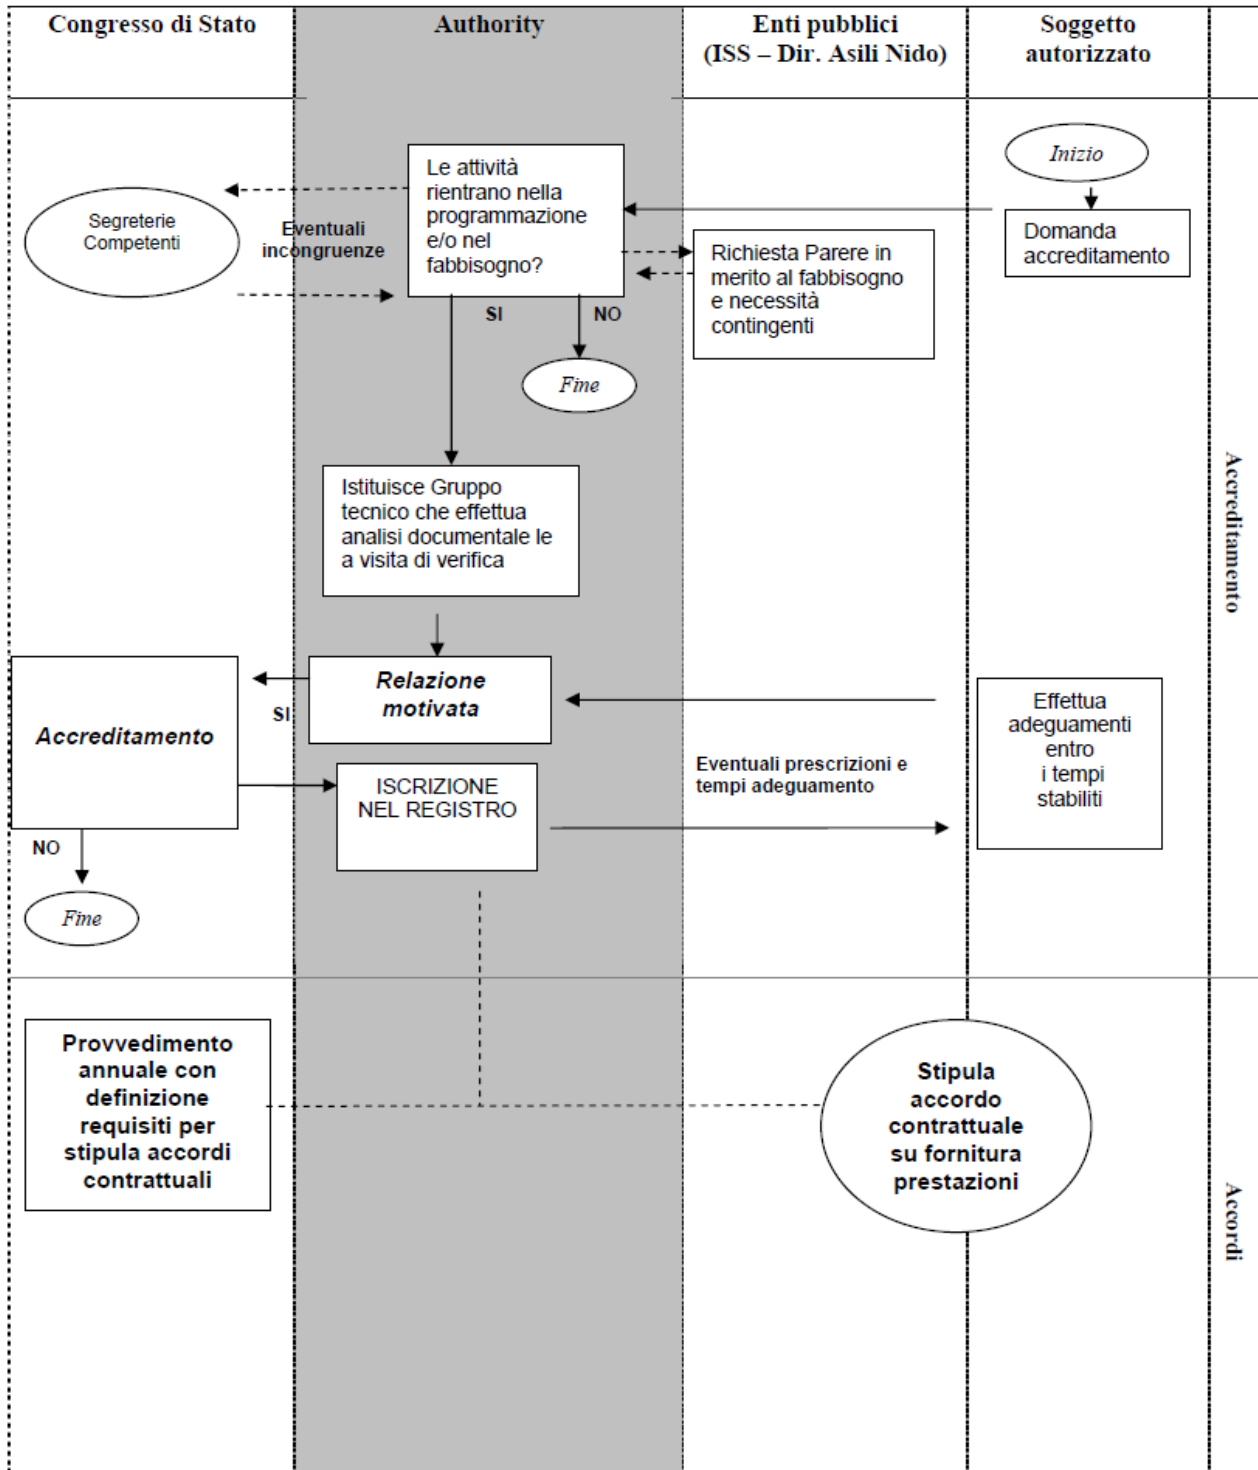 Congresso di Stato
Authority
Enti pubblici
(ISS – Dir. Asili Nido)
Soggetto
autorizzato
Inizio
Le attività
rientrano nella
programmazione
e/o nel
fabbisogno?
Segreterie
Competenti
Eventuali
incongruenze
Domanda
accreditamento
Richiesta Parere in
merito al fabbisogno
e necessità
contingenti
SI
NO
Fine
Istituisce Gruppo
tecnico che effettua
analisi documentale le
a visita di verifica
Accreditamento
Relazione
motivata
SI
Accreditamento
Effettua
adeguamenti
entro
i tempi
stabiliti
Eventuali prescrizioni e
tempi adeguamento
ISCRIZIONE
NEL REGISTRO
NO
Fine
Provvedimento
annuale con
definizione
requisiti per
stipula accordi
contrattuali
Stipula
accordo
contrattuale
su fornitura
prestazioni
Accordi